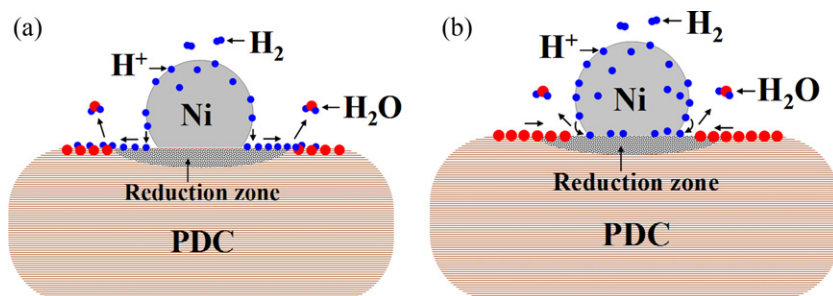 (a)
H2
H+
Ni
H2O
Reduction zone
PDC
(b)
H2
H+
Ni
H2O
Reduction zone
PDC